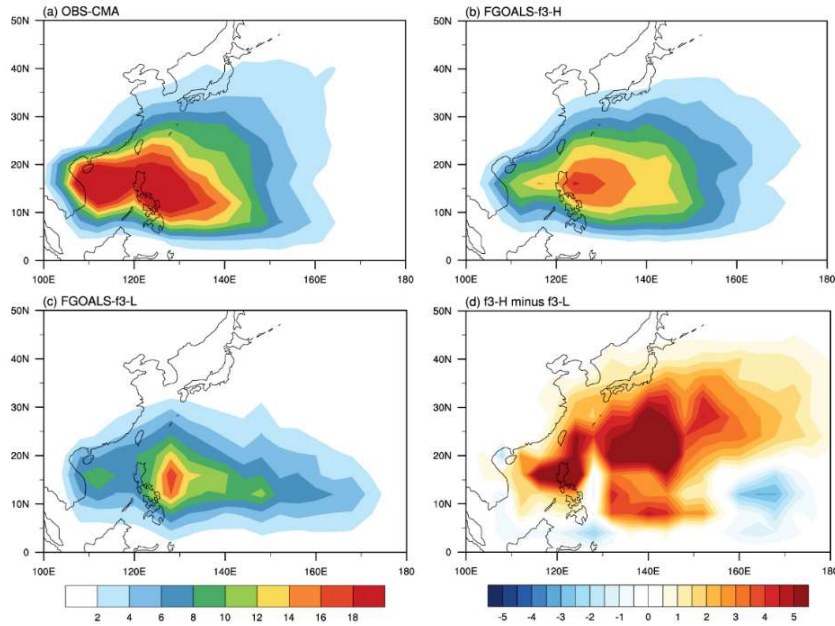 (a) OBS-CMA
50N
40N
30N
20N
10N
0
100E 120E 140E 160E 180
(b) FGOALS-f3-H
50N
40N
30N
20N
10N
0
100E 120E 140E 160E 180
(c) FGOALS-f3-L
50N
40N
30N
20N
10N
0
100E 120E 140E 160E 180
(d) f3-H minus f3-L
50N
40N
30N
20N
10N
0
100E 120E 140E 160E 180
2 4 6 8 10 12 14 16 18
-5 -4 -3 -2 -1 0 1 2 3 4 5